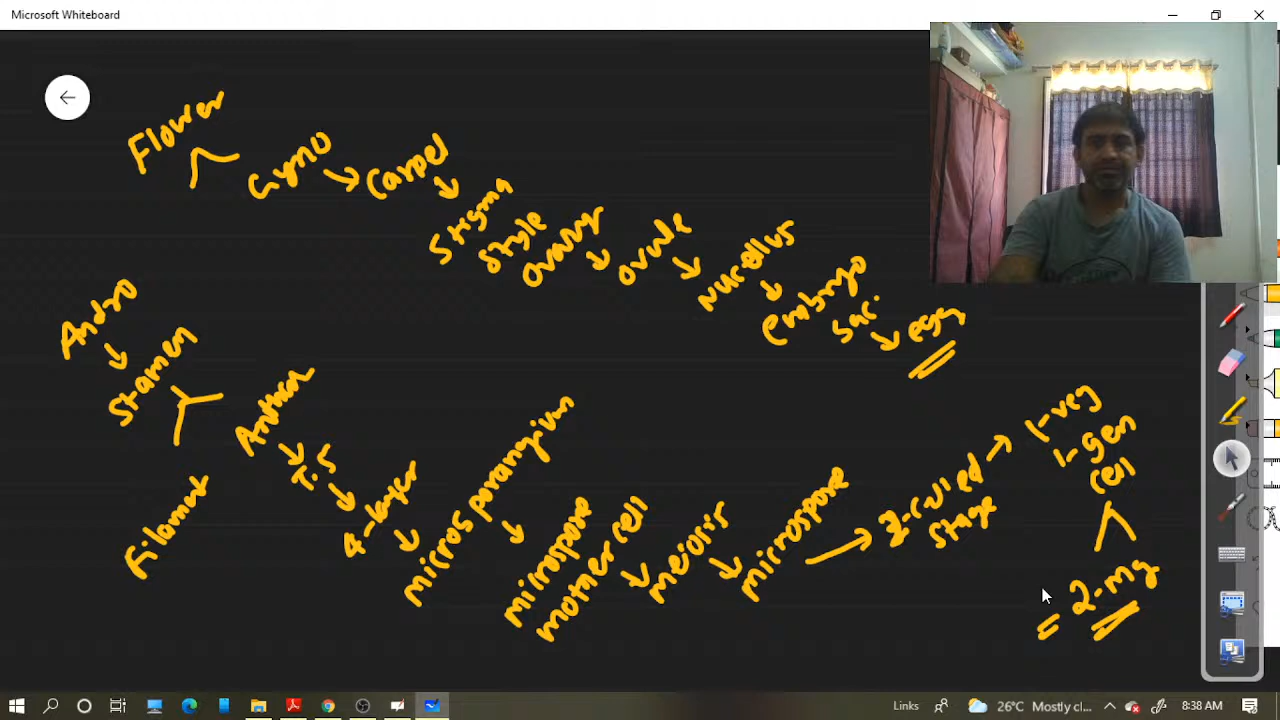 Microsoft Whiteboard
Flower
Gyno → Carpel
Stigma
Style
Ovary
Ovule
Nucellus
Embryo
Sac.
egg
Andro
Stamen
Filament
Anther
T.S
4-layer
microsporangium
microspore
mother cell
meiosis
microspore
2-celled
stage
1-veg
1-gen
cell
= 2-mg
Links
26°C Mostly cl...
8:38 AM